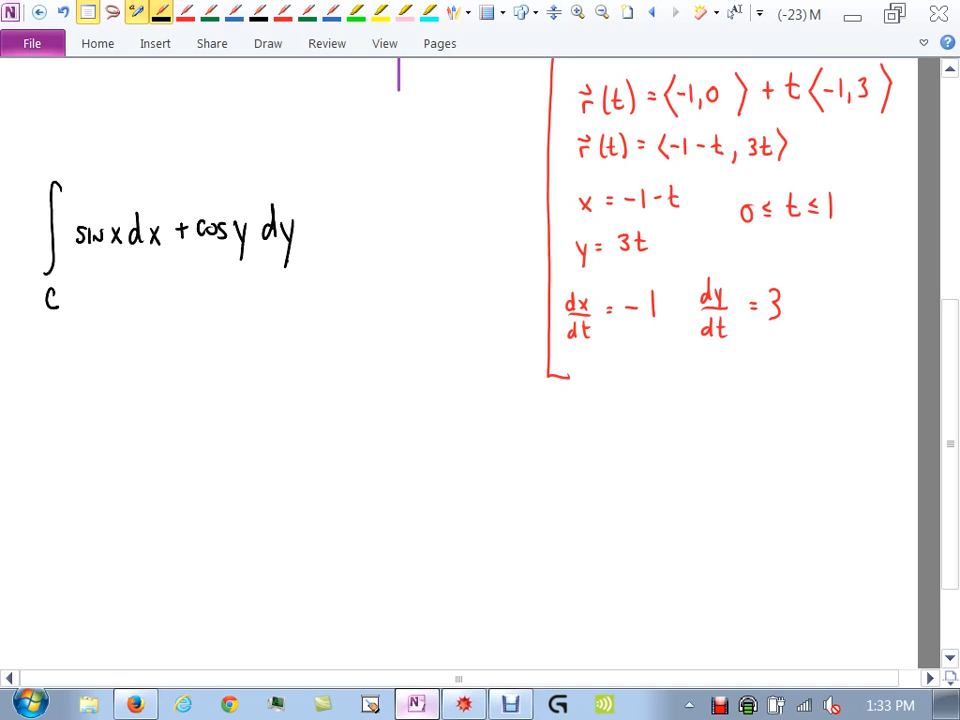 (-23) M
File Home Insert Share Draw Review View Pages
r⃗(t) = ⟨-1,0 ⟩ + t⟨-1,3 ⟩
r⃗(t) = ⟨-1-t, 3t⟩
x = -1-t 0 ≤ t ≤ 1
y = 3t
∫_C sin x dx + cos y dy
dx/dt = -1 dy/dt = 3
1:33 PM